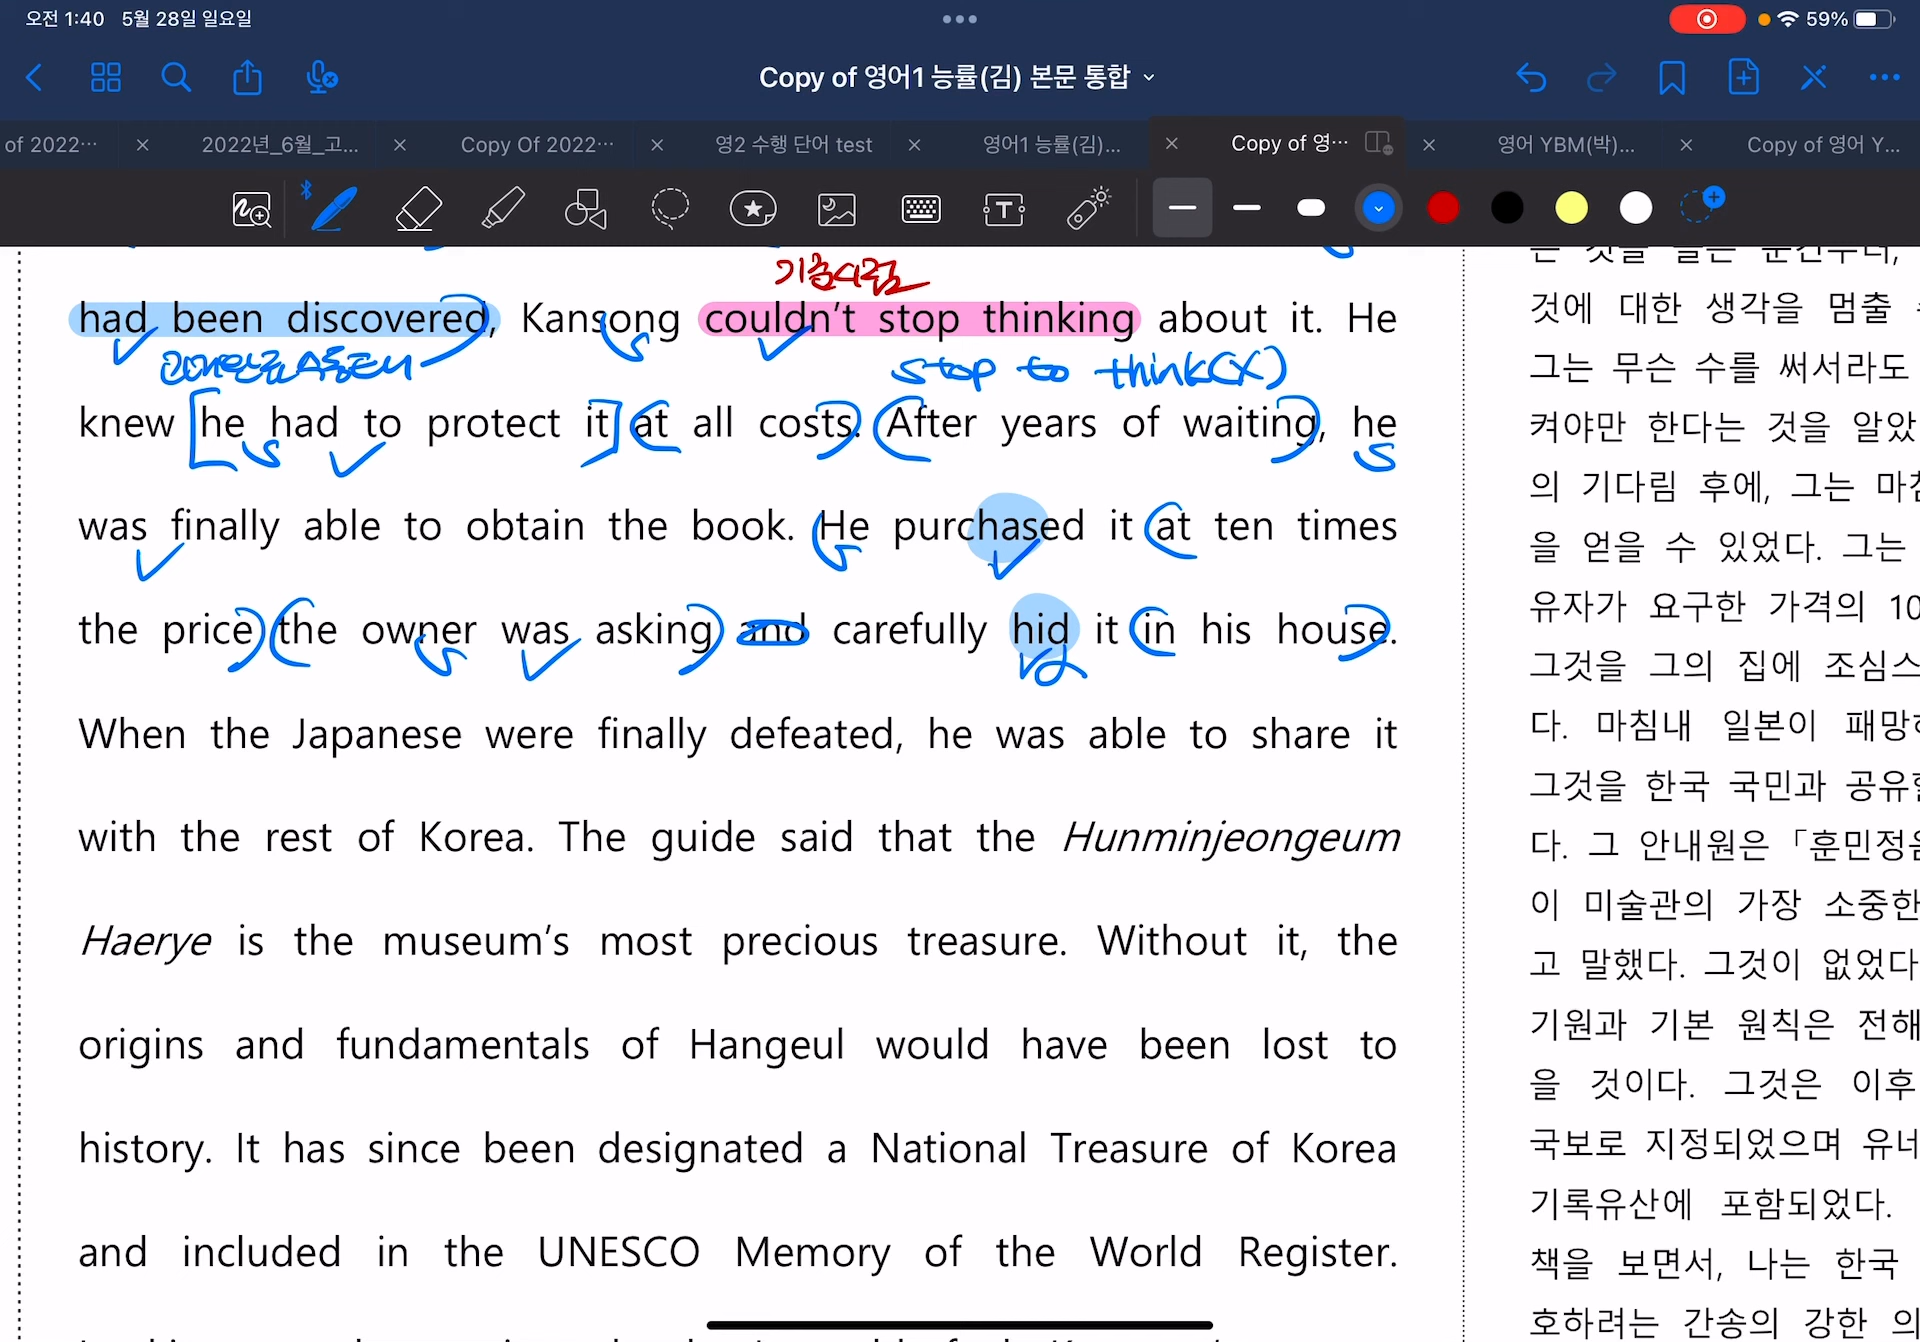 오전 1:40 5월 28일 일요일
59%
Copy of 영어1 능률(김) 본문 통합
of 2022···
2022년_6월_고...
Copy Of 2022···
영2 수행 단어 test
영어1 능률(김)...
Copy of 영···
영어 YBM(박)...
Copy of 영어 Y...
기출시험
had been discovered, Kansong couldn't stop thinking about it. He
stop to think(X)
knew he had to protect it at all costs. After years of waiting, he
was finally able to obtain the book. He purchased it at ten times
the price the owner was asking and carefully hid it in his house.
When the Japanese were finally defeated, he was able to share it
with the rest of Korea. The guide said that the Hunminjeongeum
Haerye is the museum's most precious treasure. Without it, the
origins and fundamentals of Hangeul would have been lost to
history. It has since been designated a National Treasure of Korea
and included in the UNESCO Memory of the World Register.
것에 대한 생각을 멈출
그는 무슨 수를 써서라도
켜야만 한다는 것을 알았
의 기다림 후에, 그는 마침
을 얻을 수 있었다. 그는
유자가 요구한 가격의 10
그것을 그의 집에 조심스
다. 마침내 일본이 패망
그것을 한국 국민과 공유할
다. 그 안내원은 「훈민정음
이 미술관의 가장 소중한
고 말했다. 그것이 없었다
기원과 기본 원칙은 전해
을 것이다. 그것은 이후
국보로 지정되었으며 유네
기록유산에 포함되었다.
책을 보면서, 나는 한국
호하려는 간송의 강한 의